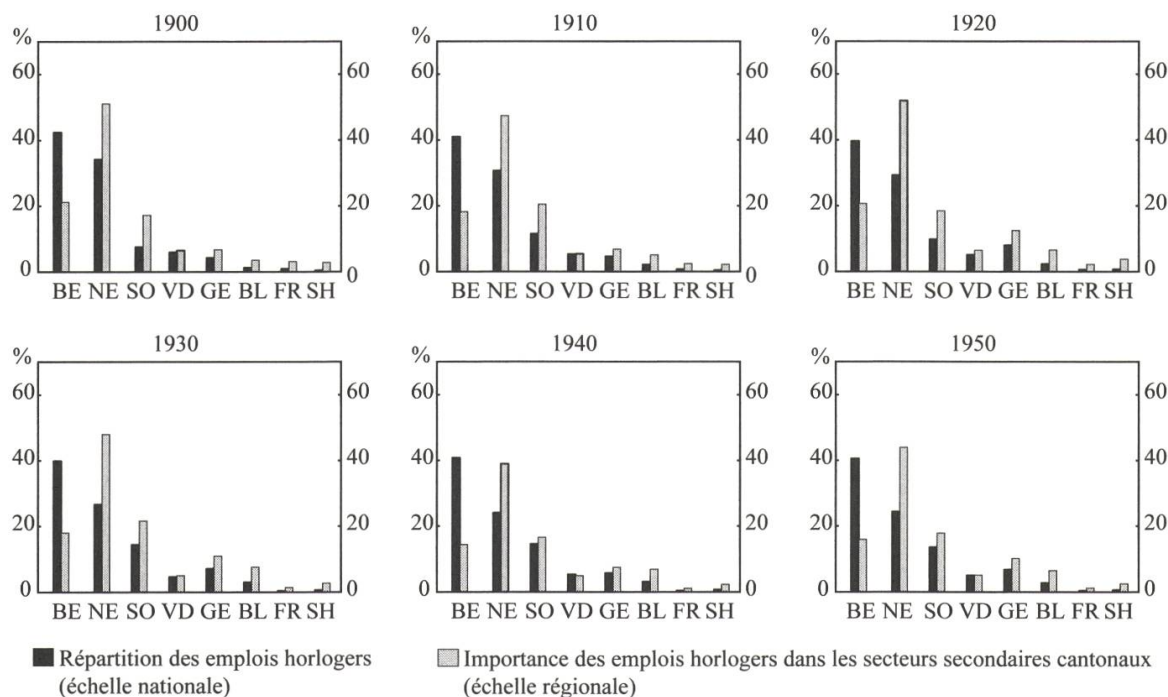 1900
1910
1920
% %
%
60 60 60 60 60 60
40 40 40 40 40 40
20 20 20 20 20 20
0 0 0 0 0 0
BE NE SO VD GE BL FR SH
BE NE SO VD GE BL FR SH
BE NE SO VD GE BL FR SH
1930
1940
1950
% % %
60 60 60 60 60 60
40 40 40 40 40 40
20 20 20 20 20 20
0 0 0 0 0 0
BE NE SO VD GE BL FR SH
BE NE SO VD GE BL FR SH
BE NE SO VD GE BL FR SH
Répartition des emplois horlogers
(échelle nationale)
Importance des emplois horlogers dans les secteurs secondaires cantonaux
(échelle régionale)